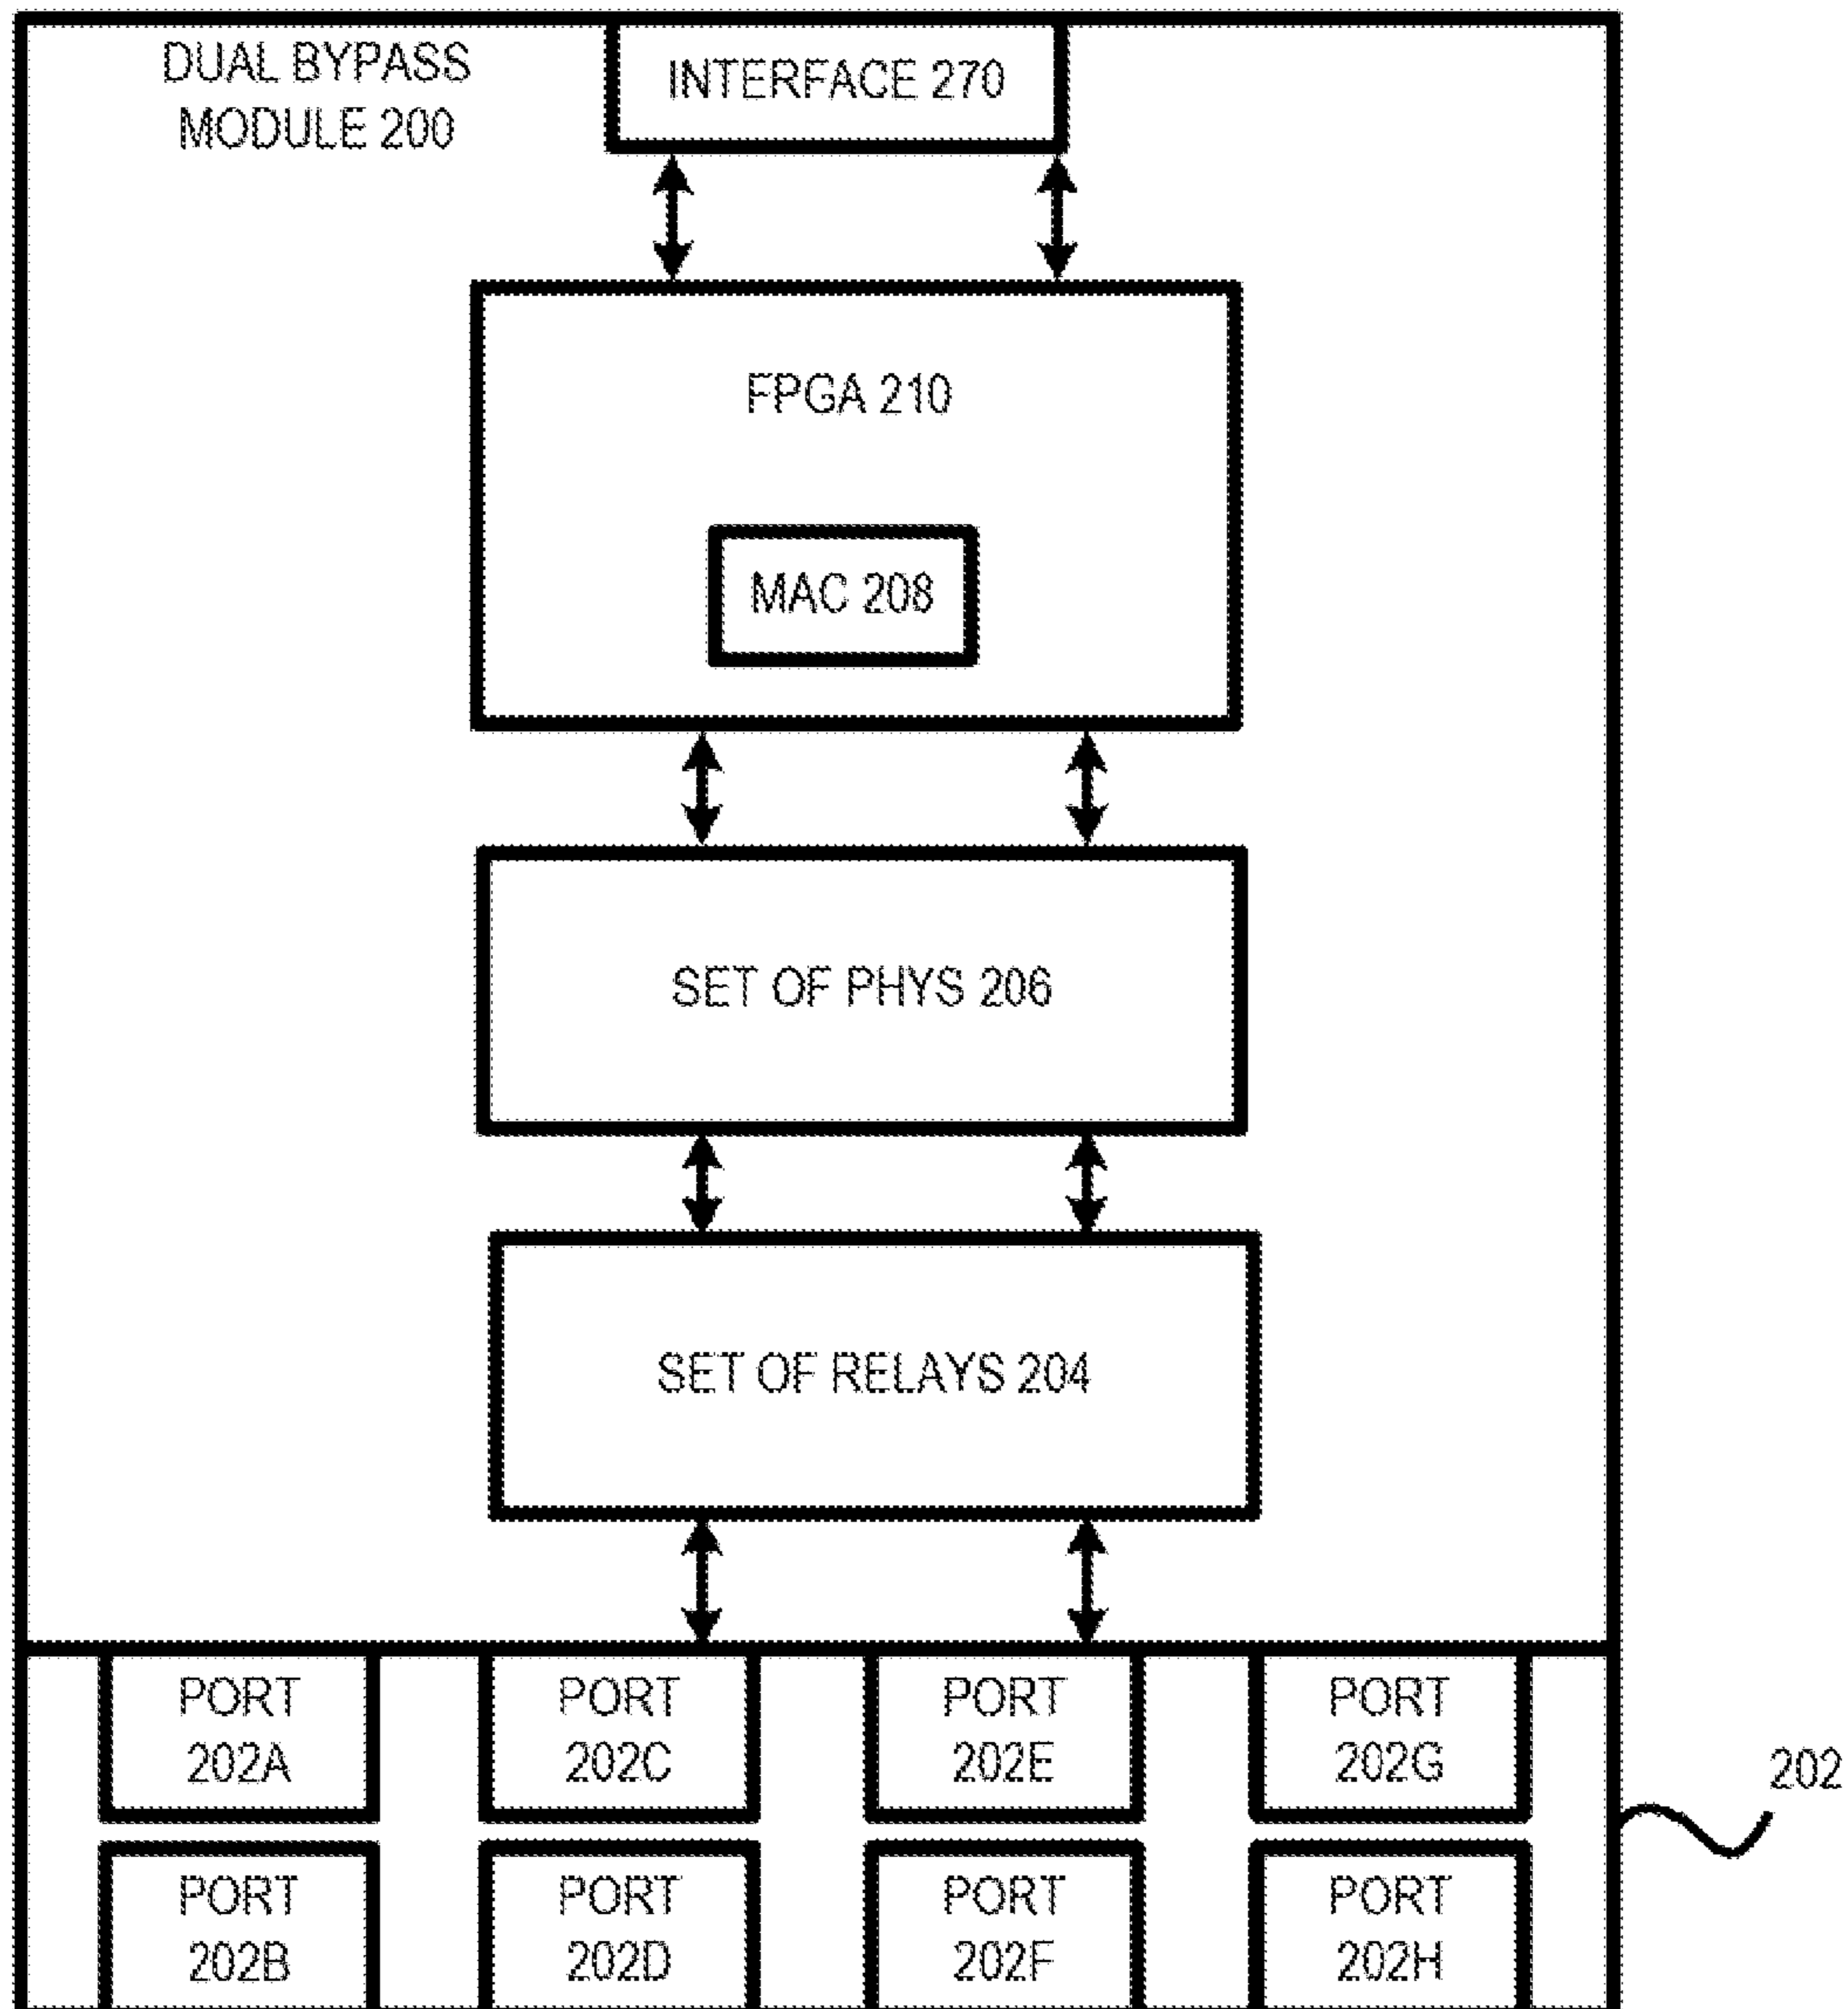 DUAL BYPASS
MODULE 200
INTERFACE 270
FPGA 210
MAC 208
SET OF PHYS 206
SET OF RELAYS 204
PORT
202A
PORT
202C
PORT
202E
PORT
202G
202
PORT
202B
PORT
202D
PORT
202F
PORT
202H